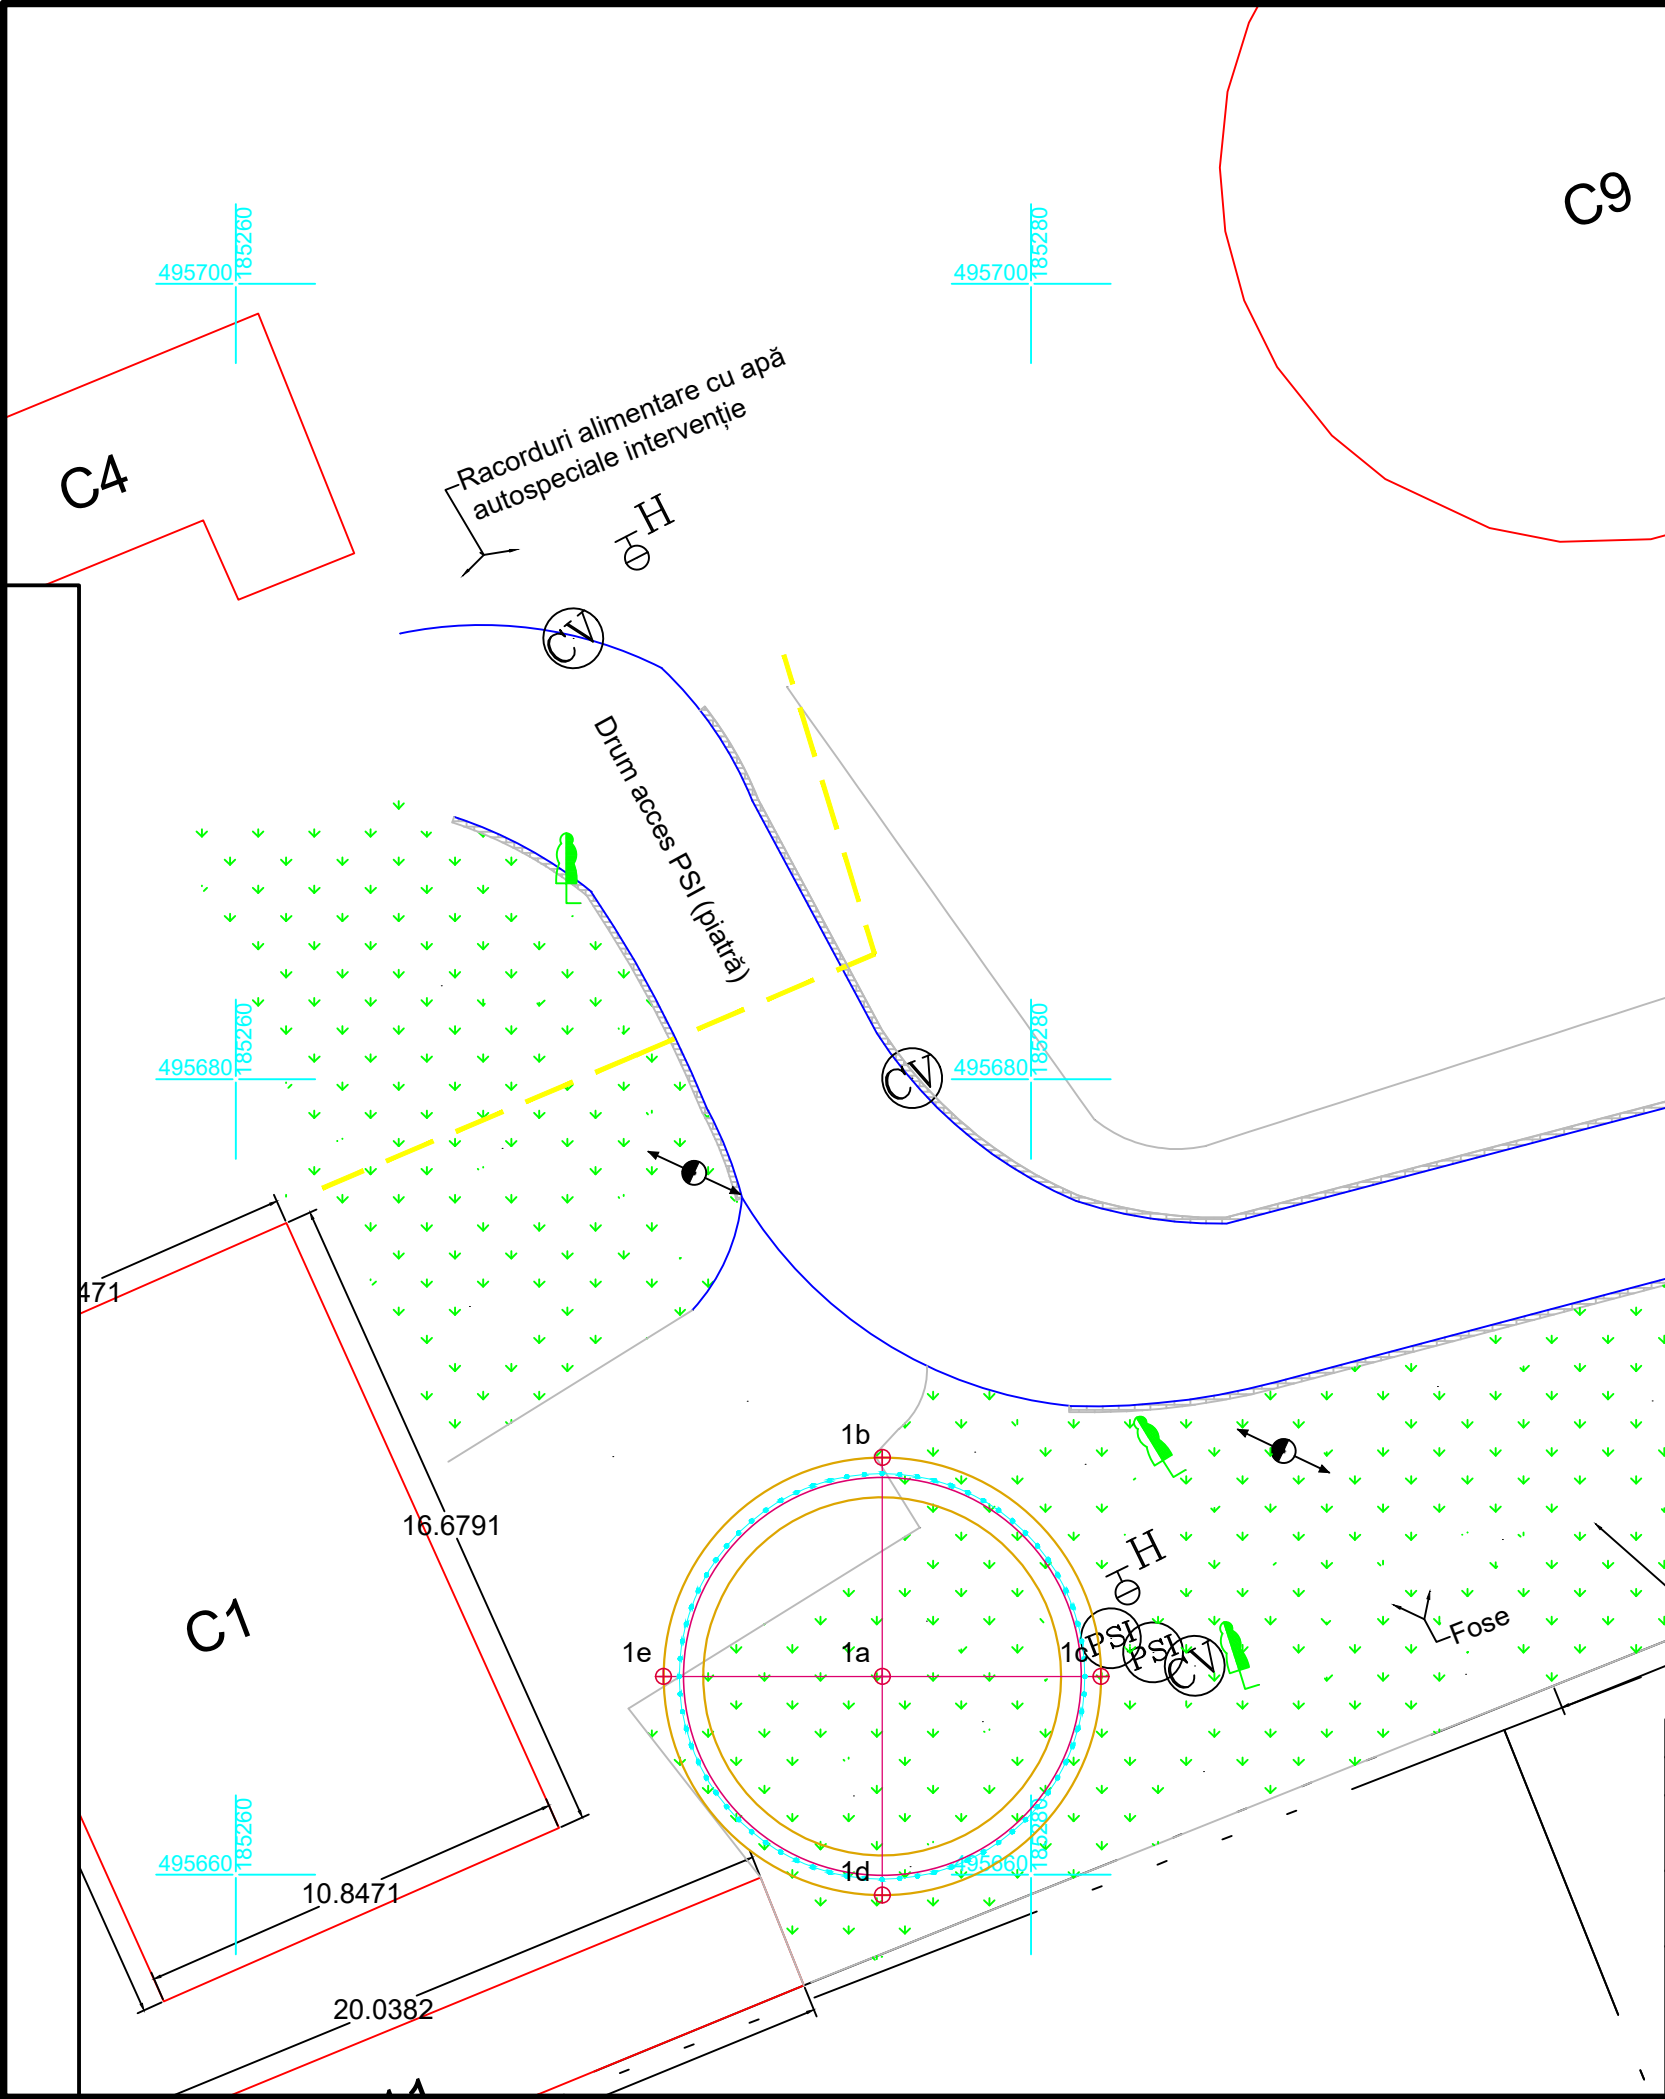 C9
185260
495700
185280
495700
Racorduri alimentare cu apă
autospeciale intervenție
C4
H
CV
Drum acces PSI (piatră)
185260
495680
185280
495680
CV
471
1b
16.6791
H
C1
1e
1a
1c
PSI
PSI
CV
Fose
185260
495660
185280
495660
1d
10.8471
20.0382